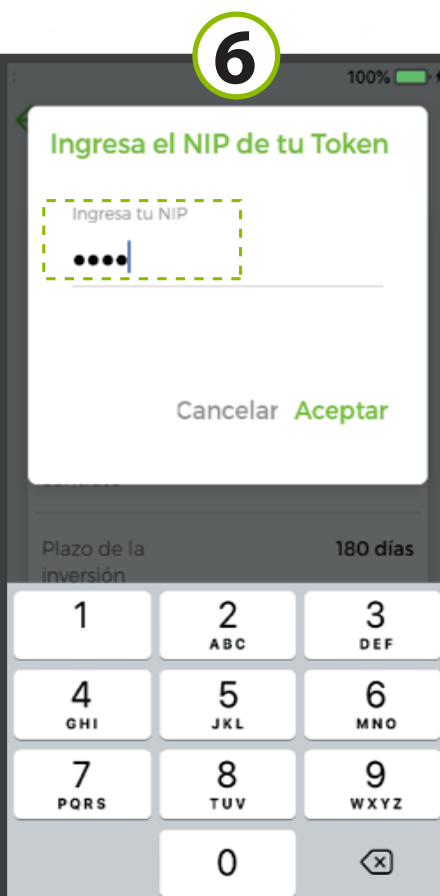 6
100%
Ingresa el NIP de tu Token
Ingresa tu NIP
••••
Cancelar Aceptar
Plazo de la 180 días
inversión
1 2 3
ABC DEF
4 5 6
GHI JKL MNO
7 8 9
PQRS TUV WXYZ
0